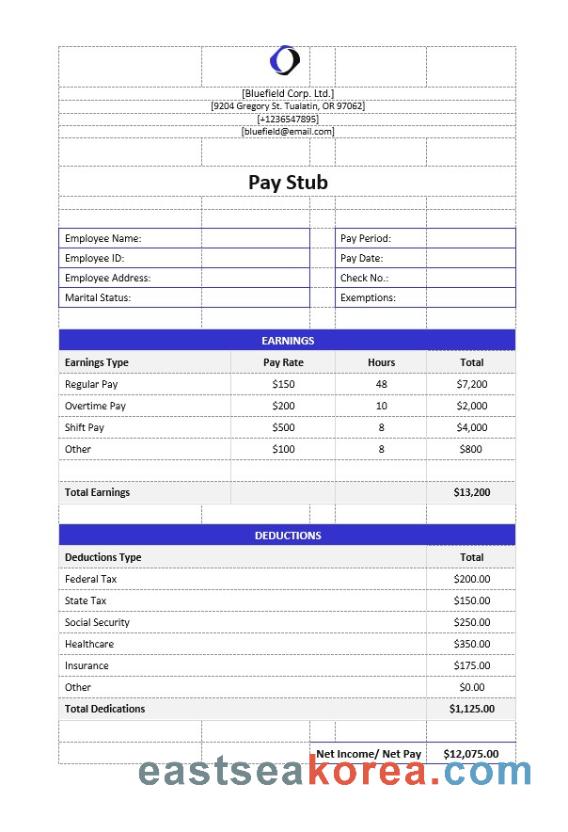 [Bluefield Corp. Ltd.]
[9204 Gregory St. Tualatin, OR 97062]
[+1236547895]
[bluefield@email.com]
Pay Stub
Employee Name: Pay Period:
Employee ID: Pay Date:
Employee Address: Check No.:
Marital Status: Exemptions:
EARNINGS
Earnings Type Pay Rate Hours Total
Regular Pay $150 48 $7,200
Overtime Pay $200 10 $2,000
Shift Pay $500 8 $4,000
Other $100 8 $800
Total Earnings $13,200
DEDUCTIONS
Deductions Type Total
Federal Tax $200.00
State Tax $150.00
Social Security $250.00
Healthcare $350.00
Insurance $175.00
Other $0.00
Total Dedications $1,125.00
Net Income/ Net Pay $12,075.00
eastseakorea.com